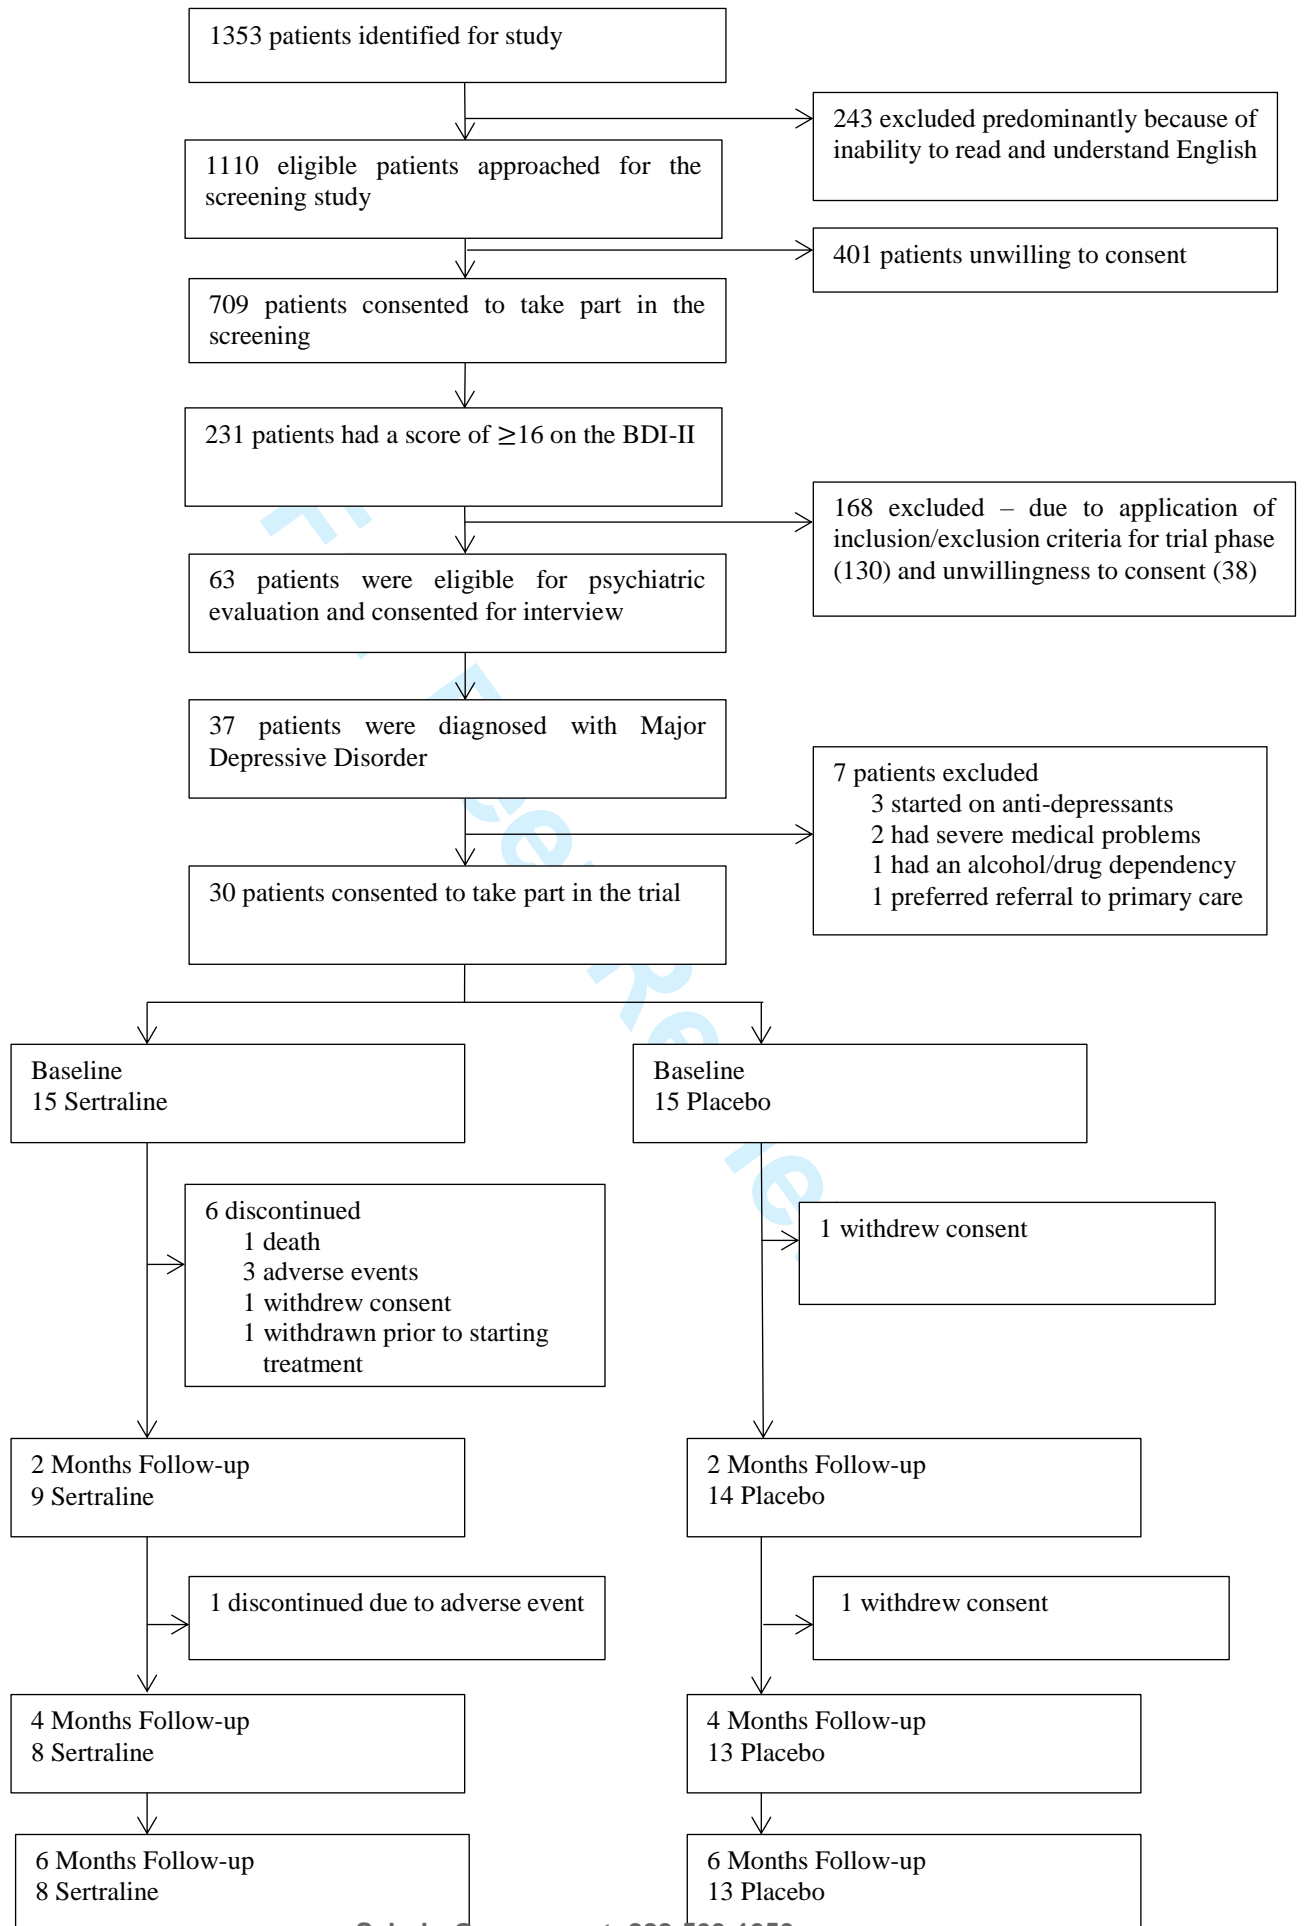 1353 patients identified for study
243 excluded predominantly because of
inability to read and understand English
1110 eligible patients approached for the
screening study
401 patients unwilling to consent
709 patients consented to take part in the
screening
231 patients had a score of ≥16 on the BDI-II
168 excluded – due to application of
inclusion/exclusion criteria for trial phase
(130) and unwillingness to consent (38)
63 patients were eligible for psychiatric
evaluation and consented for interview
37 patients were diagnosed with Major
Depressive Disorder
7 patients excluded
3 started on anti-depressants
2 had severe medical problems
1 had an alcohol/drug dependency
1 preferred referral to primary care
30 patients consented to take part in the trial
Baseline
15 Sertraline
Baseline
15 Placebo
6 discontinued
1 death
3 adverse events
1 withdrew consent
1 withdrawn prior to starting
treatment
1 withdrew consent
2 Months Follow-up
9 Sertraline
2 Months Follow-up
14 Placebo
1 discontinued due to adverse event
1 withdrew consent
4 Months Follow-up
8 Sertraline
4 Months Follow-up
13 Placebo
6 Months Follow-up
8 Sertraline
6 Months Follow-up
13 Placebo